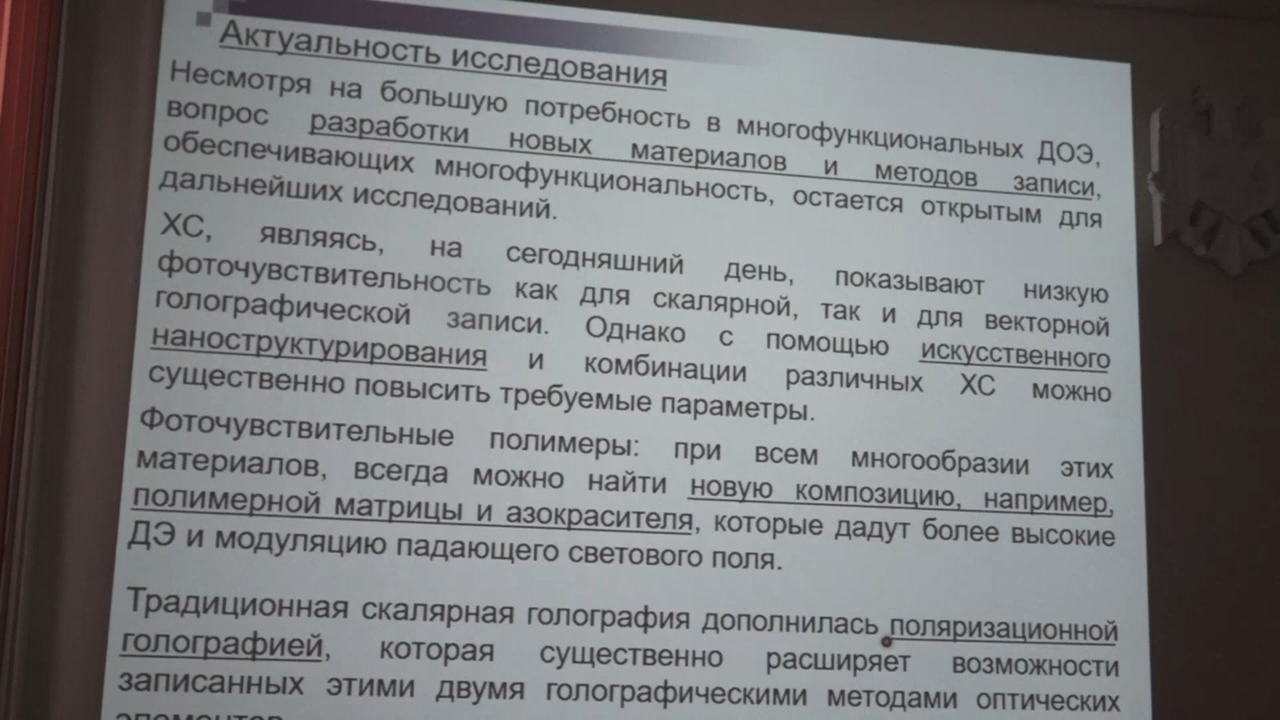 Актуальность исследования
Несмотря на большую потребность в многофункциональных ДОЭ,
вопрос разработки новых материалов и методов записи,
обеспечивающих многофункциональность, остается открытым для
дальнейших исследований.
ХС, являясь, на сегодняшний день, показывают низкую
фоточувствительность как для скалярной, так и для векторной
голографической записи. Однако с помощью искусственного
наноструктурирования и комбинации различных ХС можно
существенно повысить требуемые параметры.
Фоточувствительные полимеры: при всем многообразии этих
материалов, всегда можно найти новую композицию, например,
полимерной матрицы и азокрасителя, которые дадут более высокие
ДЭ и модуляцию падающего светового поля.
Традиционная скалярная голография дополнилась поляризационной
голографией, которая существенно расширяет возможности
записанных этими двумя голографическими методами оптических